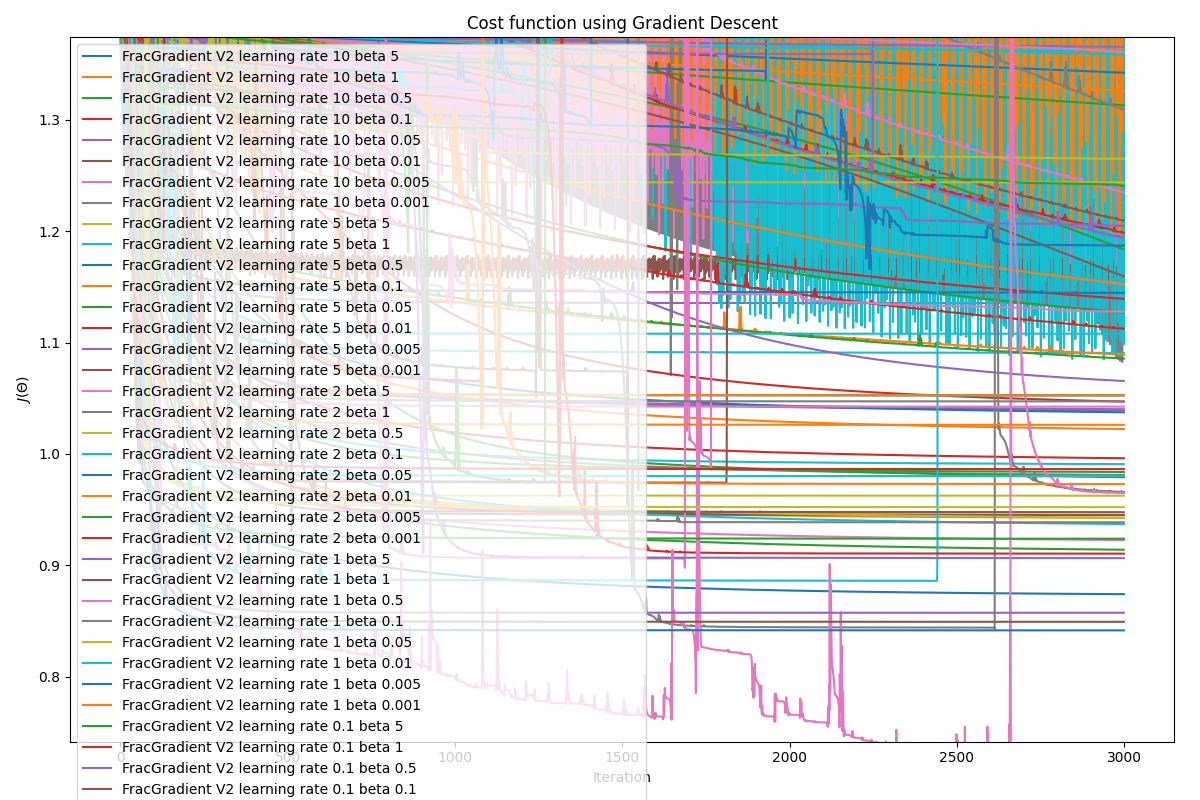 Cost function using Gradient Descent
J(Θ)
1.3
1.2
1.1
1.0
0.9
0.8
FracGradient V2 learning rate 10 beta 5
FracGradient V2 learning rate 10 beta 1
FracGradient V2 learning rate 10 beta 0.5
FracGradient V2 learning rate 10 beta 0.1
FracGradient V2 learning rate 10 beta 0.05
FracGradient V2 learning rate 10 beta 0.01
FracGradient V2 learning rate 10 beta 0.005
FracGradient V2 learning rate 10 beta 0.001
FracGradient V2 learning rate 5 beta 5
FracGradient V2 learning rate 5 beta 1
FracGradient V2 learning rate 5 beta 0.5
FracGradient V2 learning rate 5 beta 0.1
FracGradient V2 learning rate 5 beta 0.05
FracGradient V2 learning rate 5 beta 0.01
FracGradient V2 learning rate 5 beta 0.005
FracGradient V2 learning rate 5 beta 0.001
FracGradient V2 learning rate 2 beta 5
FracGradient V2 learning rate 2 beta 1
FracGradient V2 learning rate 2 beta 0.5
FracGradient V2 learning rate 2 beta 0.1
FracGradient V2 learning rate 2 beta 0.05
FracGradient V2 learning rate 2 beta 0.01
FracGradient V2 learning rate 2 beta 0.005
FracGradient V2 learning rate 2 beta 0.001
FracGradient V2 learning rate 1 beta 5
FracGradient V2 learning rate 1 beta 1
FracGradient V2 learning rate 1 beta 0.5
FracGradient V2 learning rate 1 beta 0.1
FracGradient V2 learning rate 1 beta 0.05
FracGradient V2 learning rate 1 beta 0.01
FracGradient V2 learning rate 1 beta 0.005
FracGradient V2 learning rate 1 beta 0.001
FracGradient V2 learning rate 0.1 beta 5
FracGradient V2 learning rate 0.1 beta 1
FracGradient V2 learning rate 0.1 beta 0.5
FracGradient V2 learning rate 0.1 beta 0.1
0 500 1000 1500 2000 2500 3000
Iteration